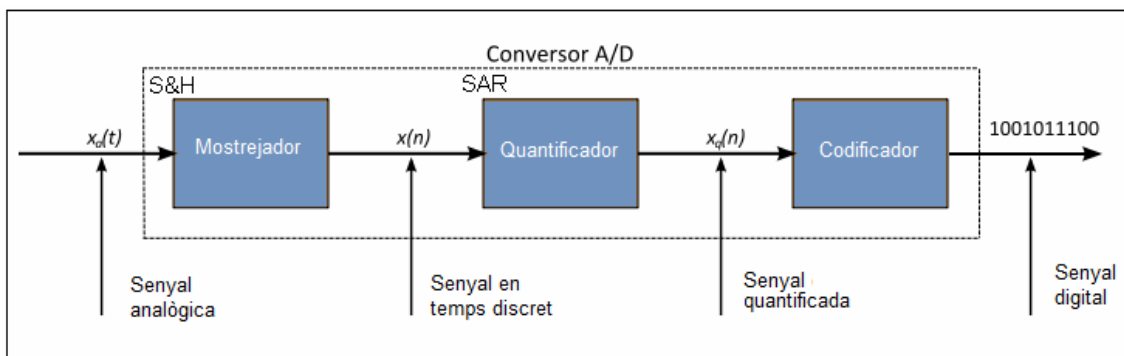 Conversor A/D
S&H
SAR
xa(t)
Mostrejador
x(n)
Quantificador
xq(n)
Codificador
1001011100
Senyal
analògica
Senyal en
temps discret
Senyal
quantificada
Senyal
digital